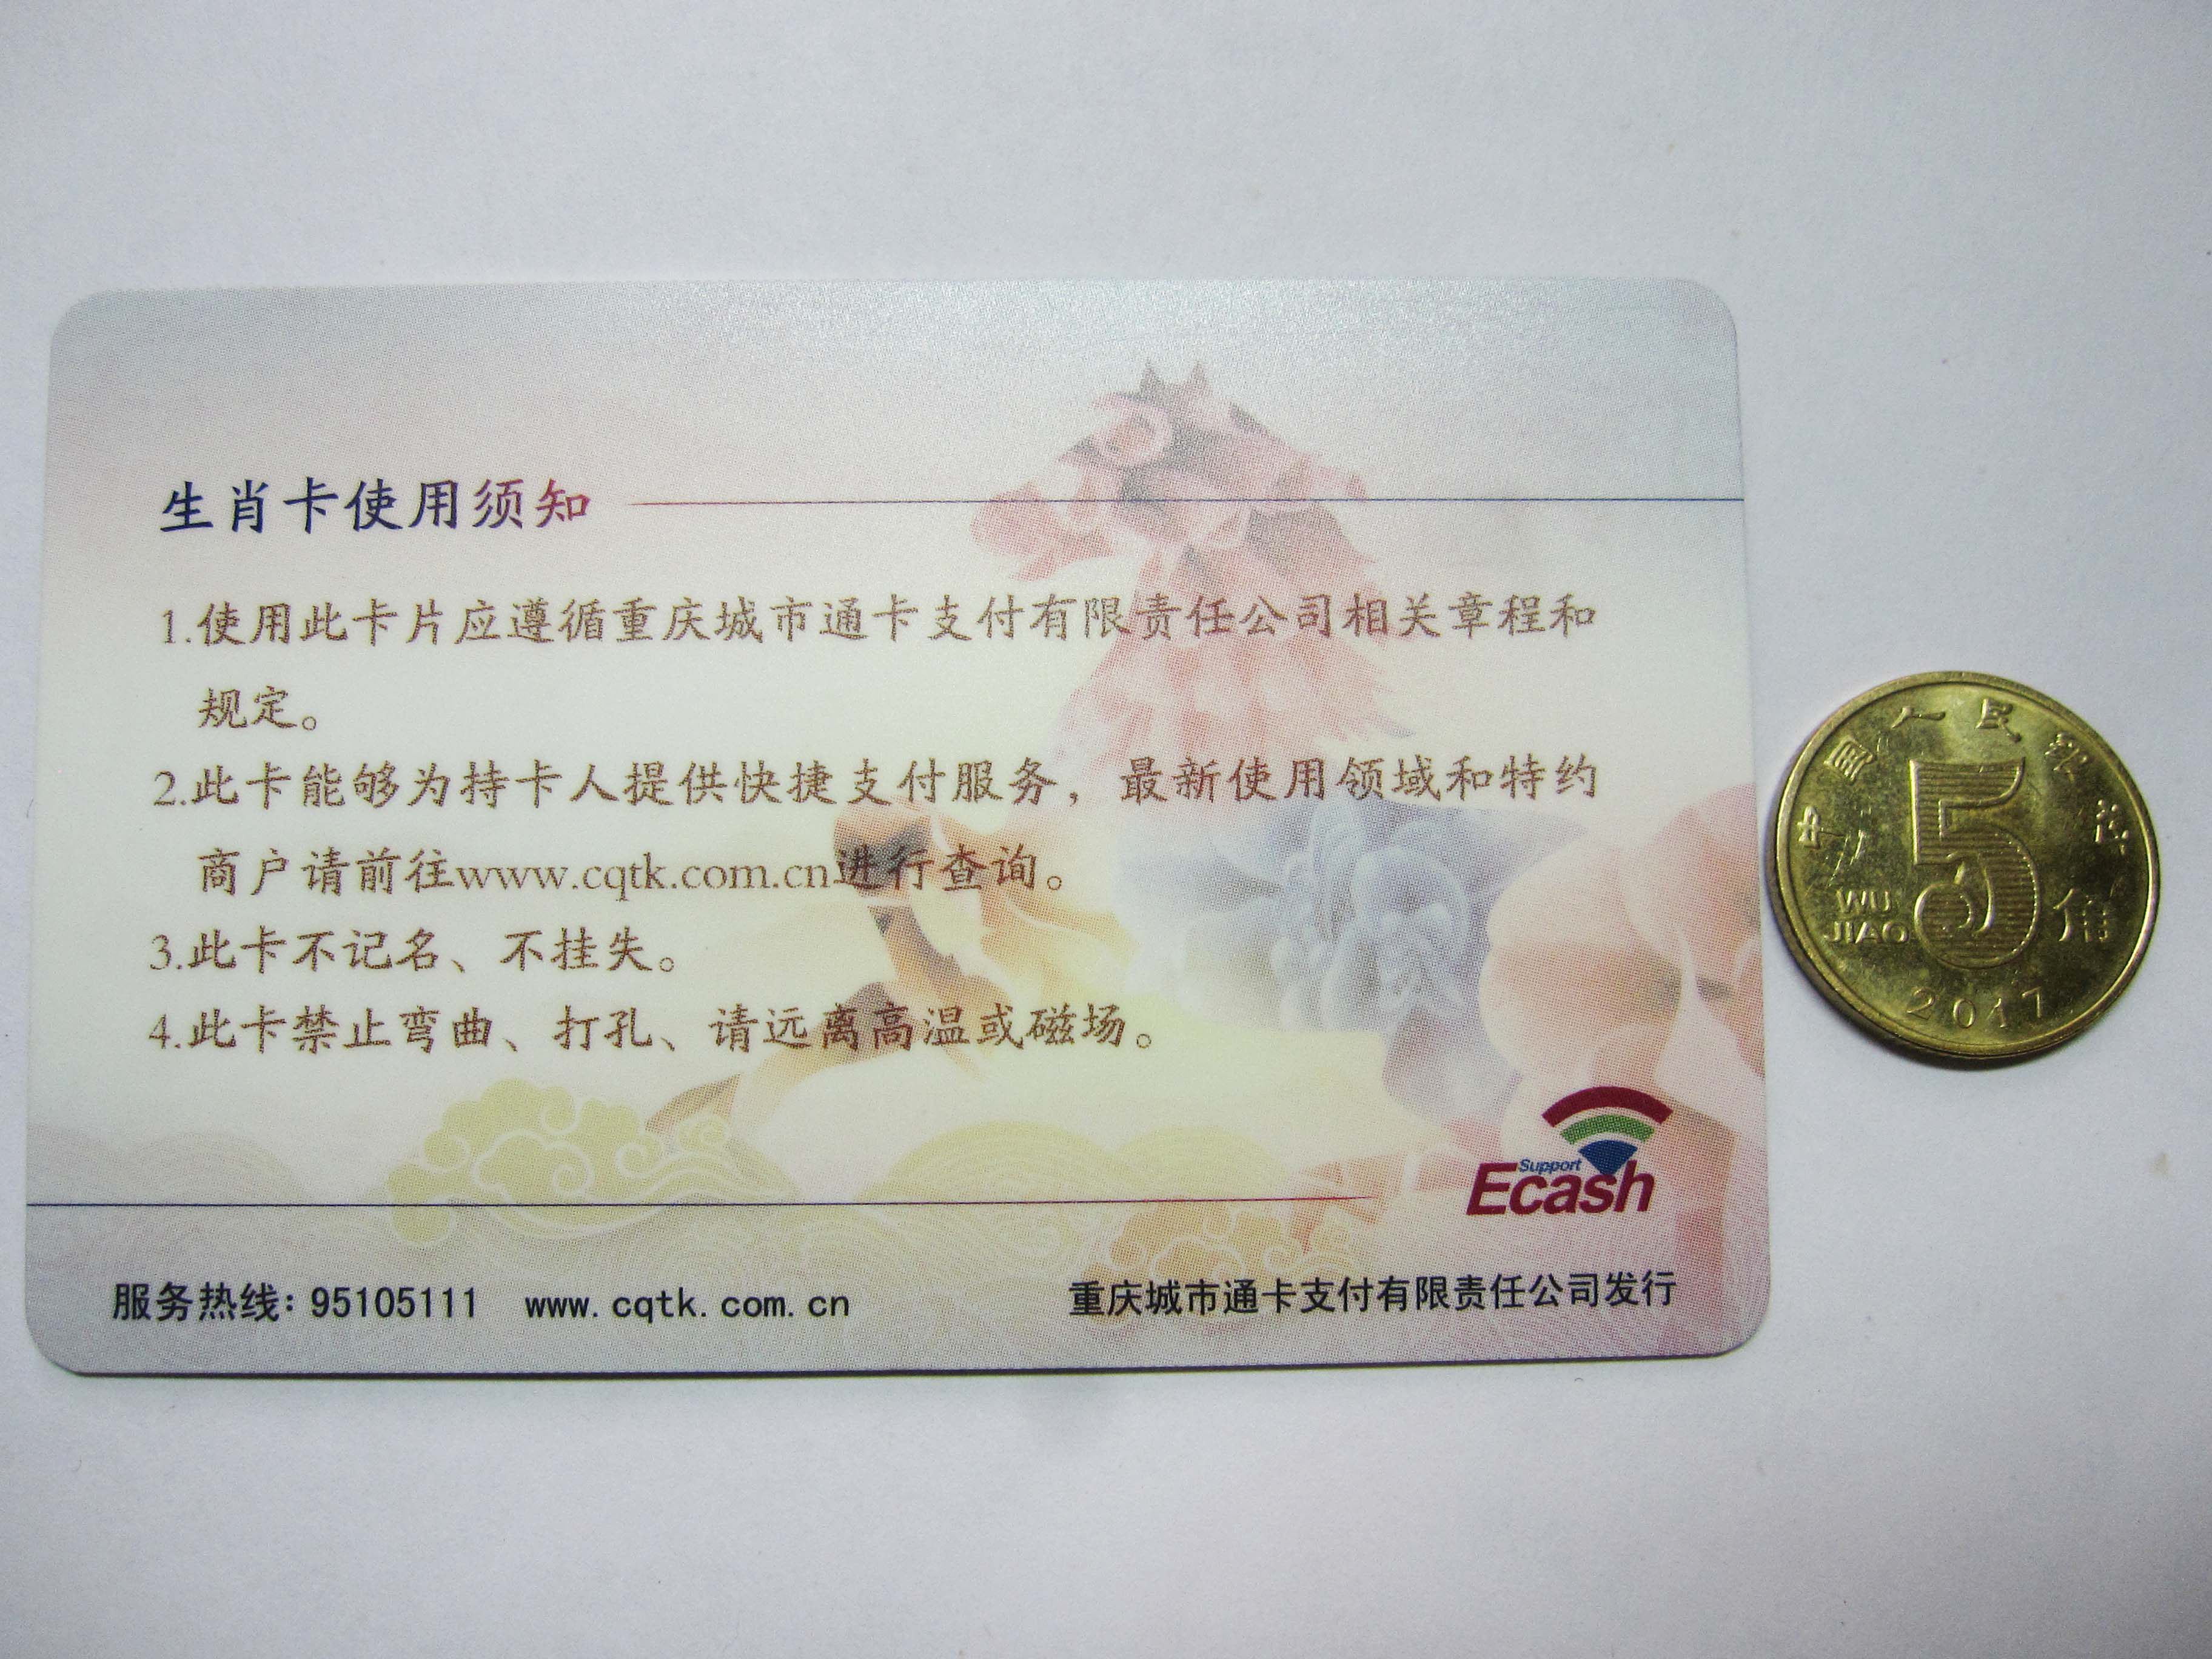 生肖卡使用须知
1.使用此卡片应遵循重庆城市通卡支付有限责任公司相关章程和
规定。
2.此卡能够为持卡人提供快捷支付服务，最新使用领域和特约
商户请前往www.cqtk.com.cn进行查询。
3.此卡不记名、不挂失。
4.此卡禁止弯曲、打孔、请远离高温或磁场。
Support
Ecash
服务热线：95105111 www.cqtk.com.cn
重庆城市通卡支付有限责任公司发行
中国人民银行
5
WU
JIAO
角
2017